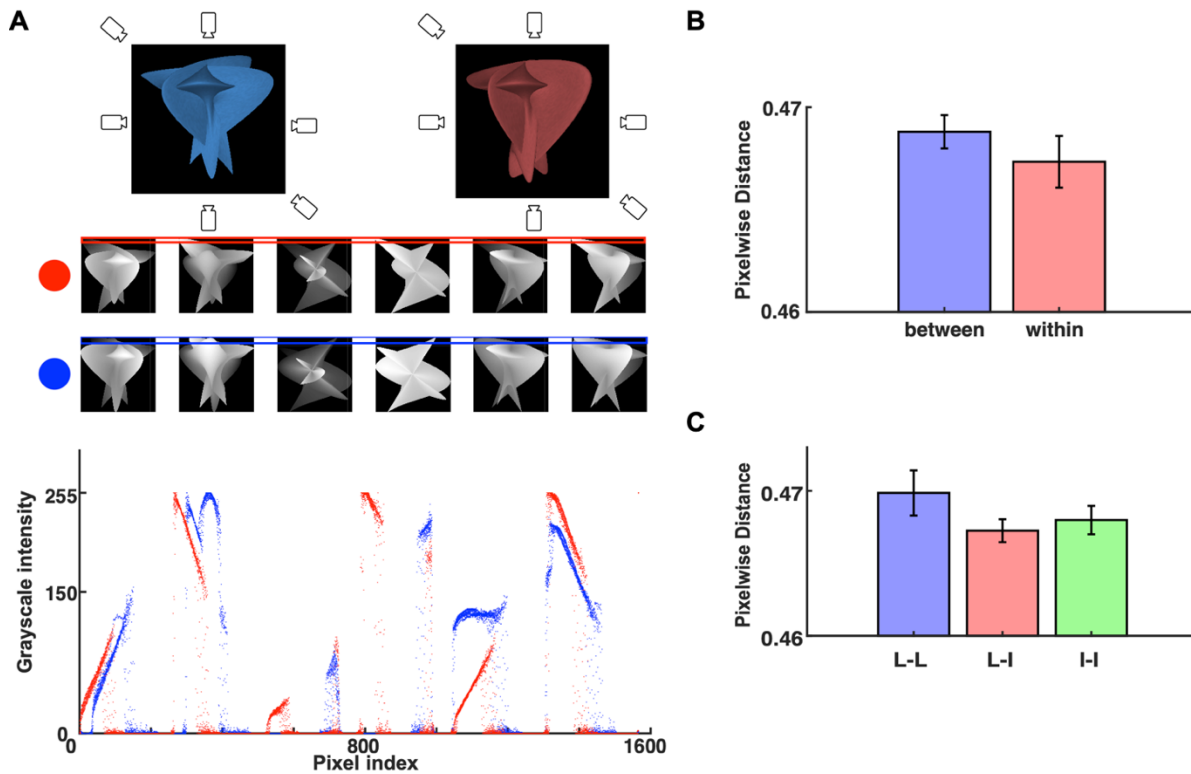 A
Grayscale intensity
255
150
0
0
800
1600
Pixel index
B
Pixelwise Distance
0.47
0.46
between
within
C
Pixelwise Distance
0.47
0.46
L-L
L-I
I-I